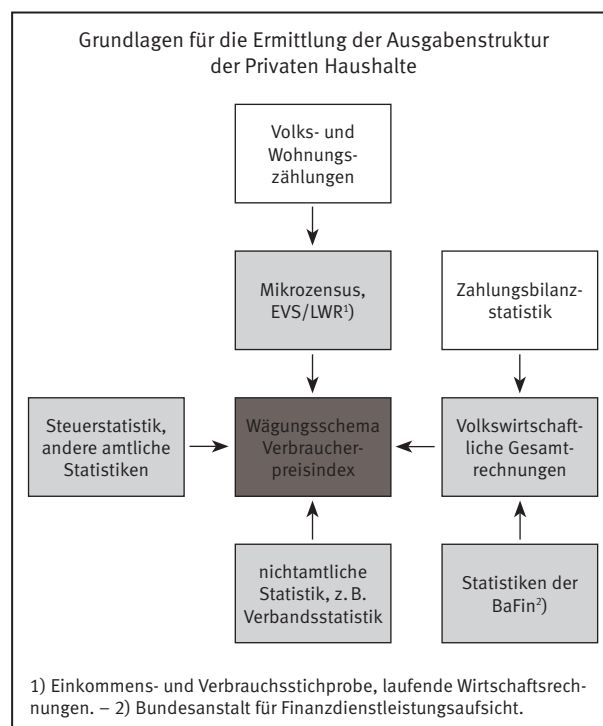 Grundlagen für die Ermittlung der Ausgabenstruktur
der Privaten Haushalte
Volks- und
Wohnungs-
zählungen
Mikrozensus,
EVS/LWR¹)
Zahlungsbilanz-
statistik
Steuerstatistik,
andere amtliche
Statistiken
Wägungsschema
Verbraucher-
preisindex
Volkswirtschaft-
liche Gesamt-
rechnungen
nichtamtliche
Statistik, z. B.
Verbandsstatistik
Statistiken der
BaFin²)
1) Einkommens- und Verbrauchsstichprobe, laufende Wirtschaftsrech-
nungen. – 2) Bundesanstalt für Finanzdienstleistungsaufsicht.